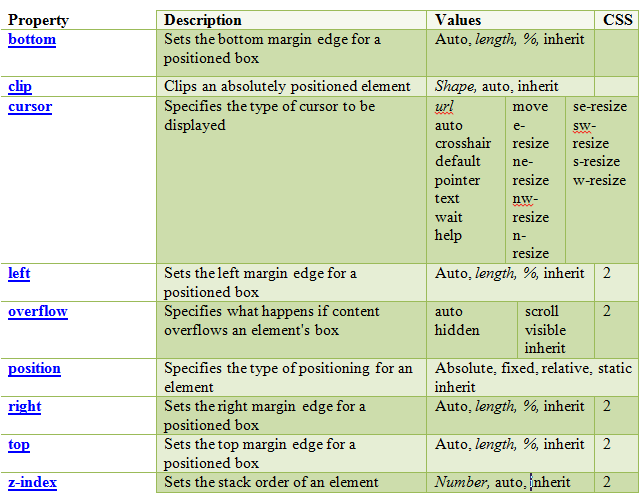 Property Description Values CSS
bottom Sets the bottom margin edge for a Auto, length, %, inherit
positioned box
clip Clips an absolutely positioned element Shape, auto, inherit
cursor Specifies the type of cursor to be url move se-resize
displayed auto e- sw-
crosshair resize resize
default ne- s-resize
pointer resize w-resize
text nw-
wait resize
help n-
resize
left Sets the left margin edge for a Auto, length, %, inherit 2
positioned box
overflow Specifies what happens if content auto scroll 2
overflows an element's box hidden visible
inherit
position Specifies the type of positioning for an Absolute, fixed, relative, static
element inherit
right Sets the right margin edge for a Auto, length, %, inherit 2
positioned box
top Sets the top margin edge for a Auto, length, %, inherit 2
positioned box
z-index Sets the stack order of an element Number, auto, inherit 2